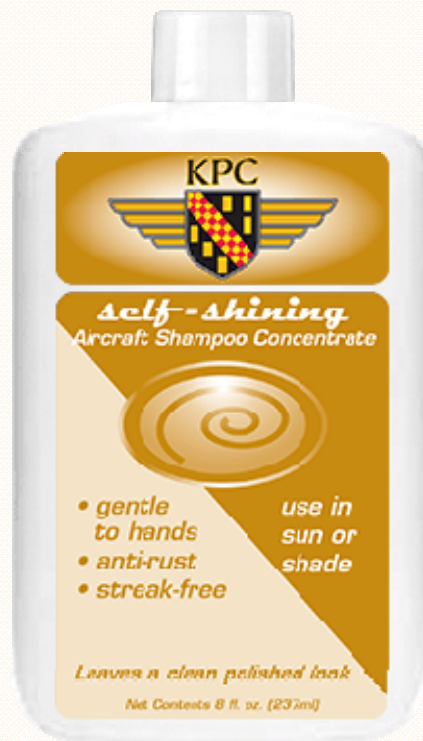 KPC
self-shining
Aircraft Shampoo Concentrate
• gentle
to hands
• anti-rust
• streak-free
use in
sun or
shade
Leaves a clean polished look
Net Contents 8 fl. oz. (237ml)